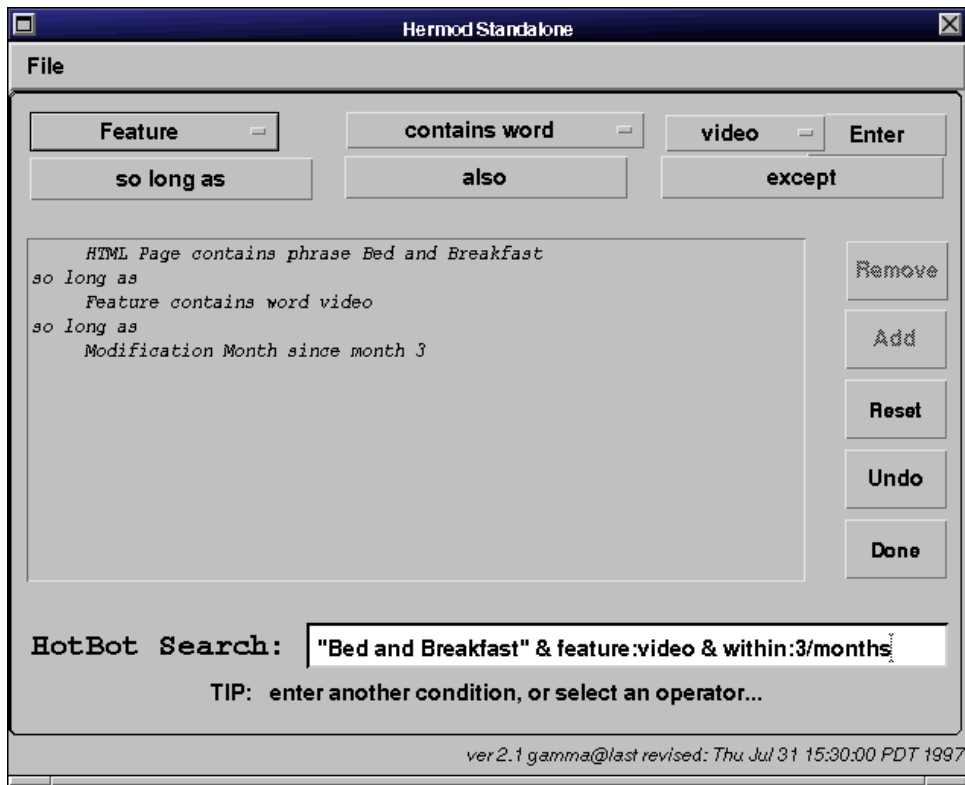 Hermod Standalone
File
Feature contains word video Enter
so long as also except
HTML Page contains phrase Bed and Breakfast
so long as
Feature contains word video
so long as
Modification Month since month 3
Remove
Add
Reset
Undo
Done
HotBot Search: "Bed and Breakfast" & feature:video & within:3/months
TIP: enter another condition, or select an operator...
ver 2.1 gamma@last revised: Thu Jul 31 15:30:00 PDT 1997